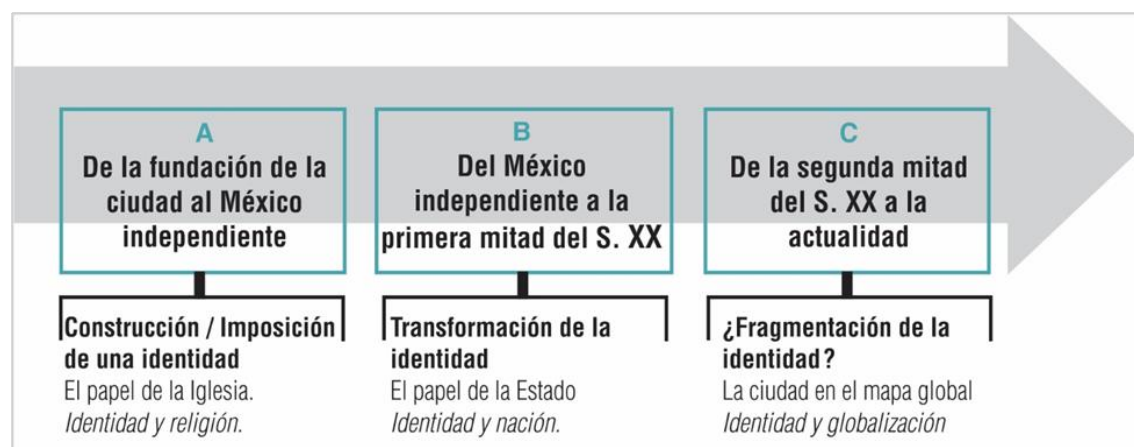 A
De la fundación de la
ciudad al México
independiente
Construcción / Imposición
de una identidad
El papel de la Iglesia.
Identidad y religión.
B
Del México
independiente a la
primera mitad del S. XX
Transformación de la
identidad
El papel de la Estado
Identidad y nación.
C
De la segunda mitad
del S. XX a la
actualidad
¿Fragmentación de la
identidad?
La ciudad en el mapa global
Identidad y globalización